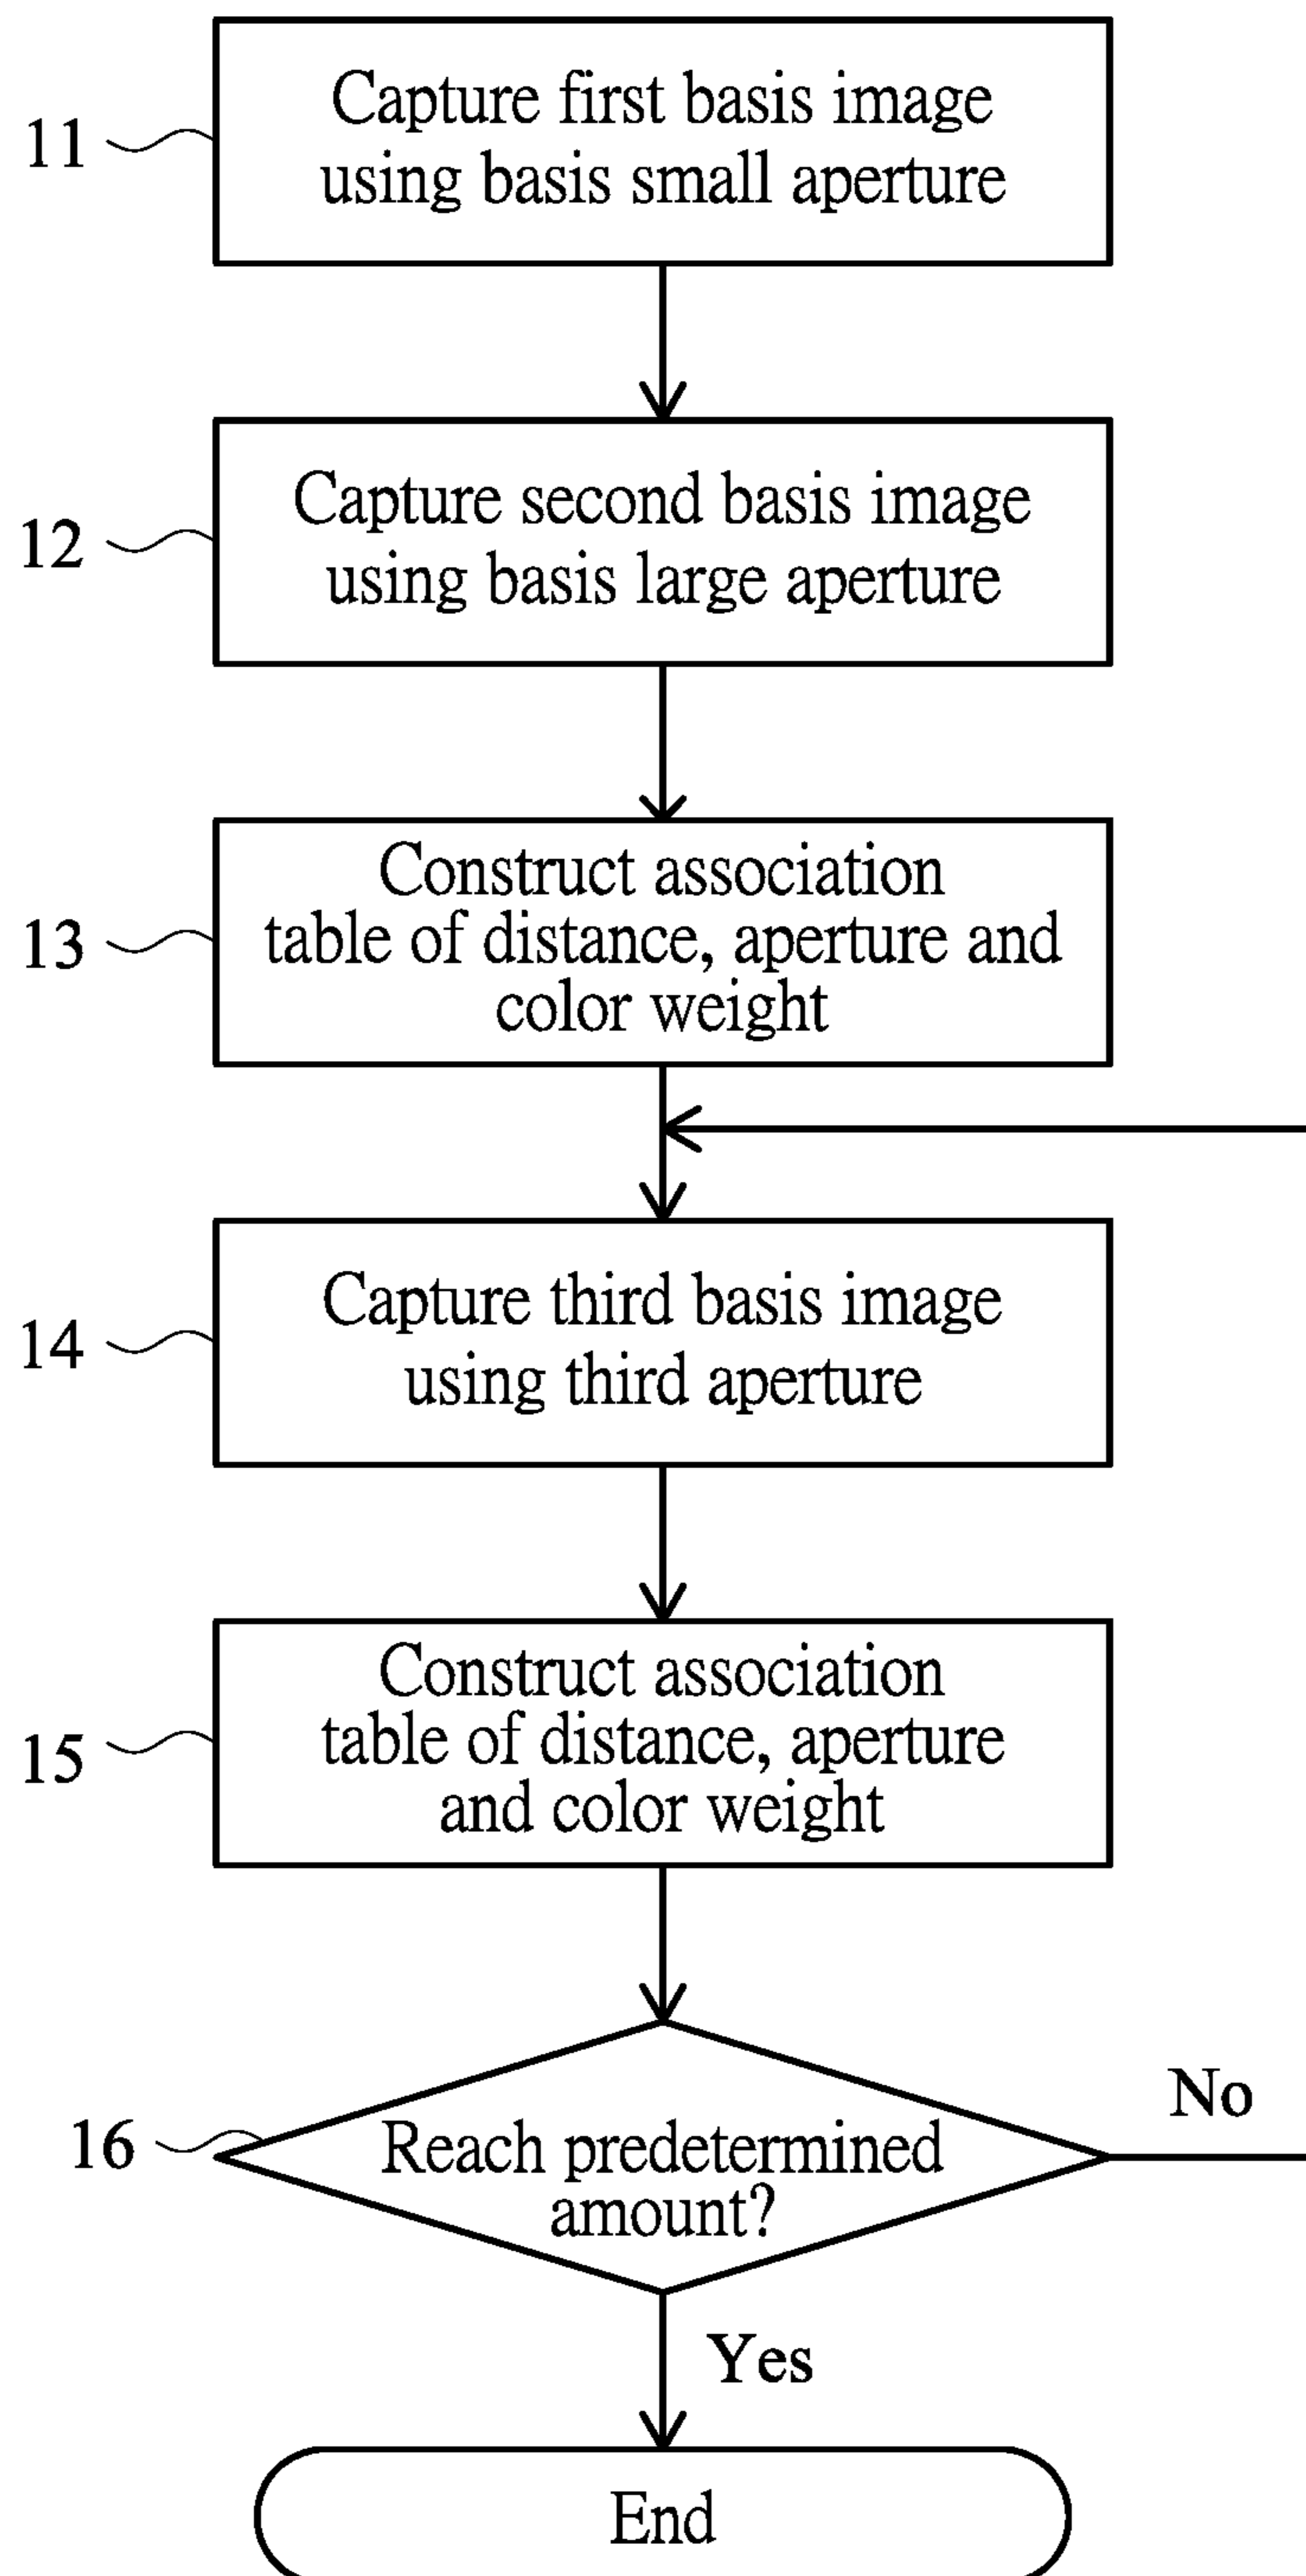 11
Capture first basis image
using basis small aperture
12
Capture second basis image
using basis large aperture
13
Construct association
table of distance, aperture and
color weight
14
Capture third basis image
using third aperture
15
Construct association
table of distance, aperture
and color weight
16
Reach predetermined
amount?
No
Yes
End